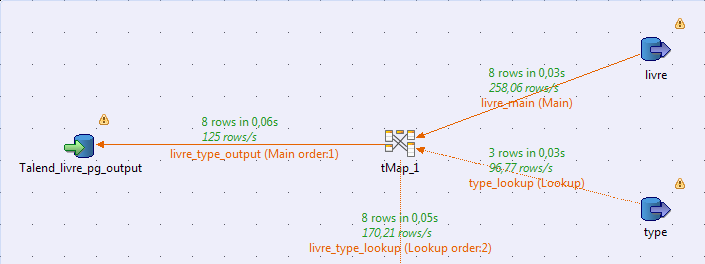 8 rows in 0,03s
258,06 rows/s
livre_main (Main)
livre
8 rows in 0,06s
125 rows/s
livre_type_output (Main order:1)
Talend_livre_pg_output
tMap_1
3 rows in 0,03s
96,77 rows/s
type_lookup (Lookup)
type
8 rows in 0,05s
170,21 rows/s
livre_type_lookup (Lookup order:2)